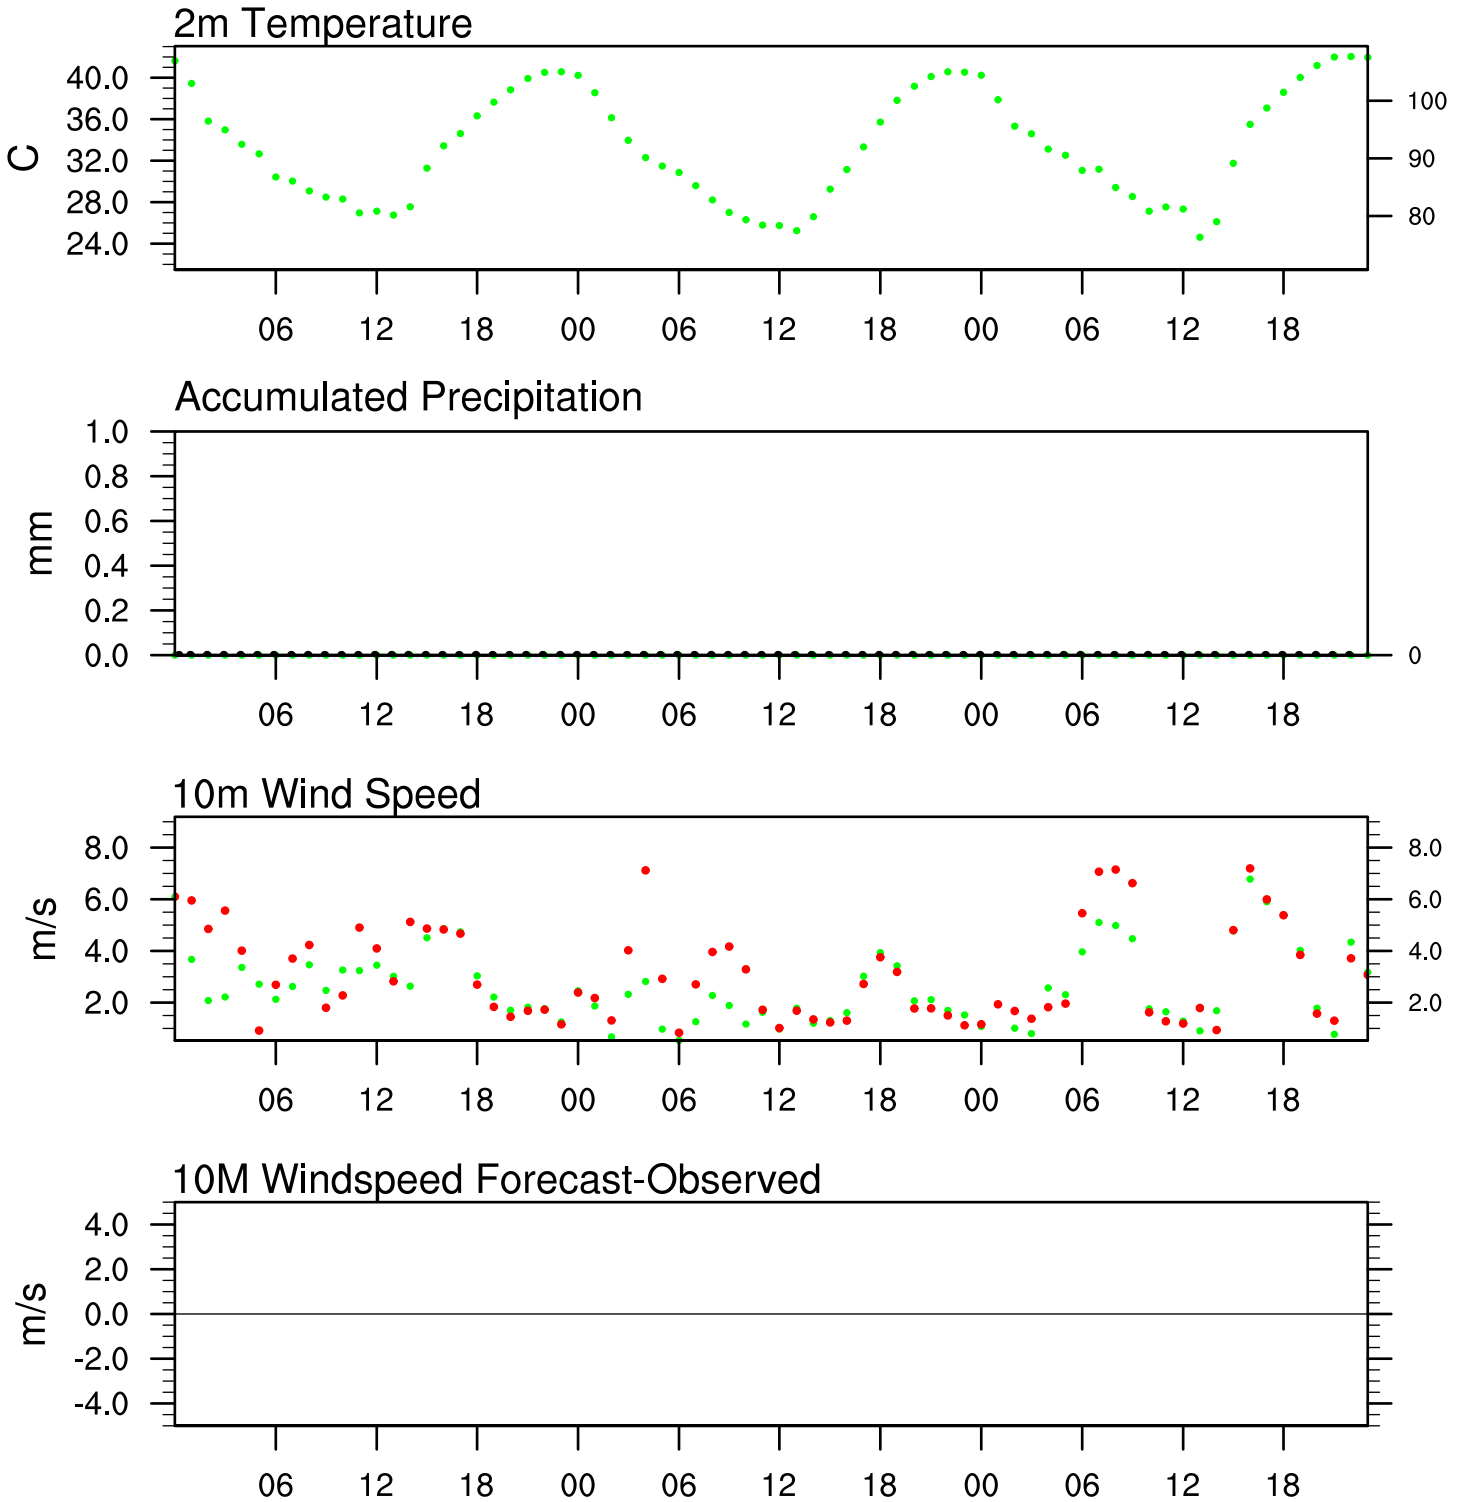 2m Temperature
C
40.0
36.0
32.0
28.0
24.0
100
90
80
06 12 18 00 06 12 18 00 06 12 18
Accumulated Precipitation
mm
1.0
0.8
0.6
0.4
0.2
0.0
0
06 12 18 00 06 12 18 00 06 12 18
10m Wind Speed
m/s
8.0
6.0
4.0
2.0
8.0
6.0
4.0
2.0
06 12 18 00 06 12 18 00 06 12 18
10M Windspeed Forecast-Observed
m/s
4.0
2.0
0.0
-2.0
-4.0
06 12 18 00 06 12 18 00 06 12 18